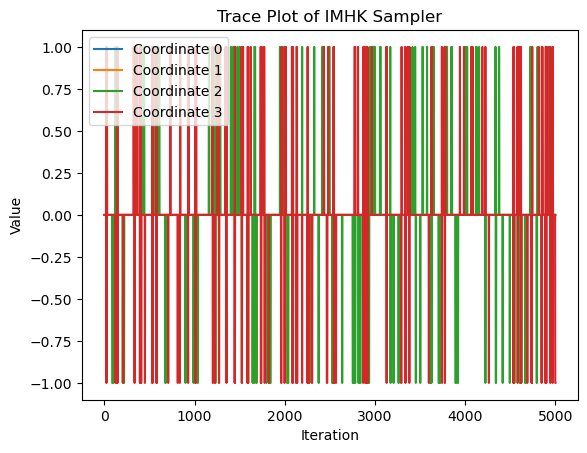 Trace Plot of IMHK Sampler
Coordinate 0
Coordinate 1
Coordinate 2
Coordinate 3
1.00
0.75
0.50
0.25
0.00
−0.25
−0.50
−0.75
−1.00
Value
0 1000 2000 3000 4000 5000
Iteration